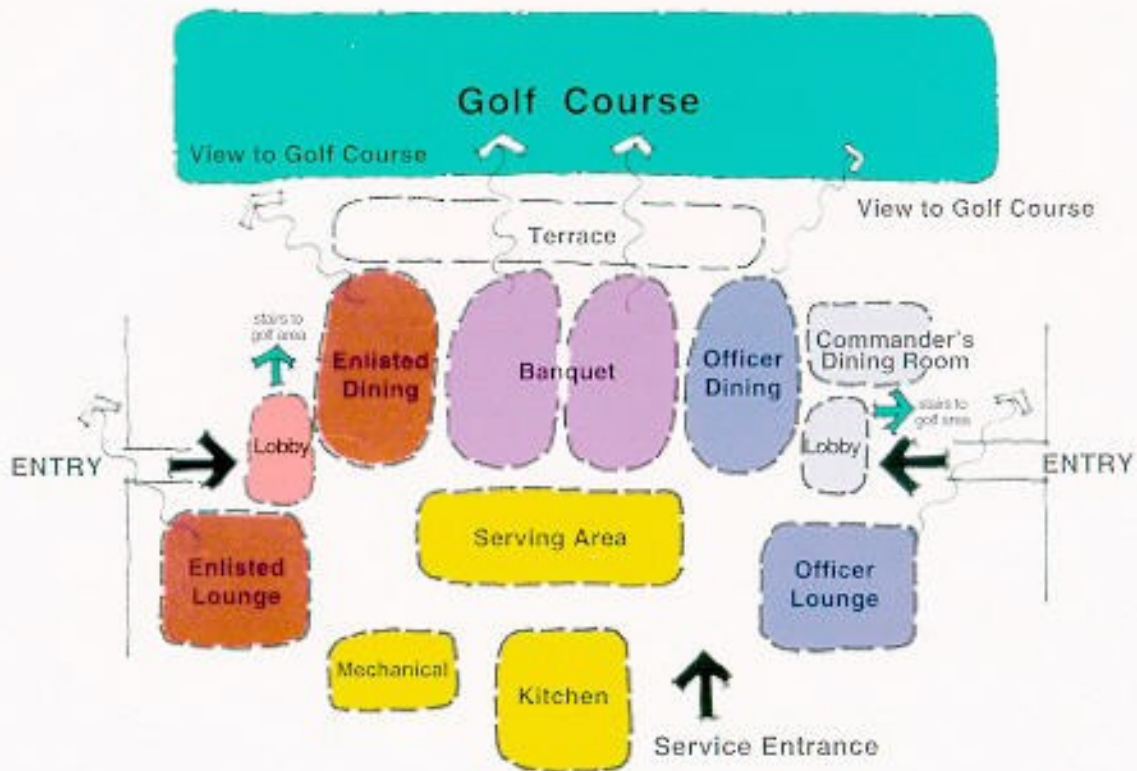 Golf Course
View to Golf Course
View to Golf Course
Terrace
stairs to
golf area
Enlisted
Dining
Banquet
Officer
Dining
Commander's
Dining Room
stairs to
golf area
Lobby
Lobby
ENTRY
ENTRY
Serving Area
Enlisted
Lounge
Officer
Lounge
Mechanical
Kitchen
Service Entrance